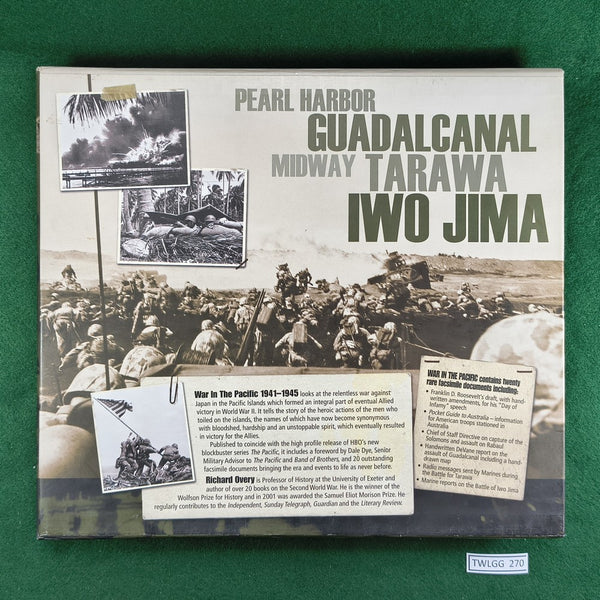 PEARL HARBOR
GUADALCANAL
MIDWAY TARAWA
IWO JIMA
War In The Pacific 1941–1945 looks at the relentless war against
Japan in the Pacific Islands which formed an integral part of eventual Allied
victory in World War II. It tells the story of the heroic actions of the men who
toiled on the islands, the names of which have become synonymous
with bloodshed, hardship and an unstoppable spirit, which eventually resulted
in victory for the Allies.
Published to coincide with the high profile release of HBO's new
blockbuster series The Pacific, it includes a foreword by Dale Dye, Senior
Military Advisor to The Pacific and Band of Brothers, and 20 outstanding
facsimile documents bringing the era and events to life as never before.
Richard Overy is Professor of History at the University of Exeter and
author of over 20 books on the Second World War. He is the winner of the
Wolfson Prize for History and in 2001 was awarded the Samuel Eliot Morison Prize. He
regularly contributes to the Independent, Sunday Telegraph, Guardian and the Literary Review.
WAR IN THE PACIFIC contains twenty
rare facsimile documents including:
• Franklin D. Roosevelt's draft, with hand-
written amendments, for his "Day of
Infamy" speech
• Pocket Guide to Australia – information
for American troops stationed in
Australia
• Chief of Staff Directive on capture of the
Solomons and assault on Rabaul
• Handwritten DeVane report on the
assault of Guadalcanal including a hand-
drawn map
• Radio messages sent by Marines during
the Battle for Tarawa
• Marine reports on the Battle of Iwo Jima
TWLGG 270